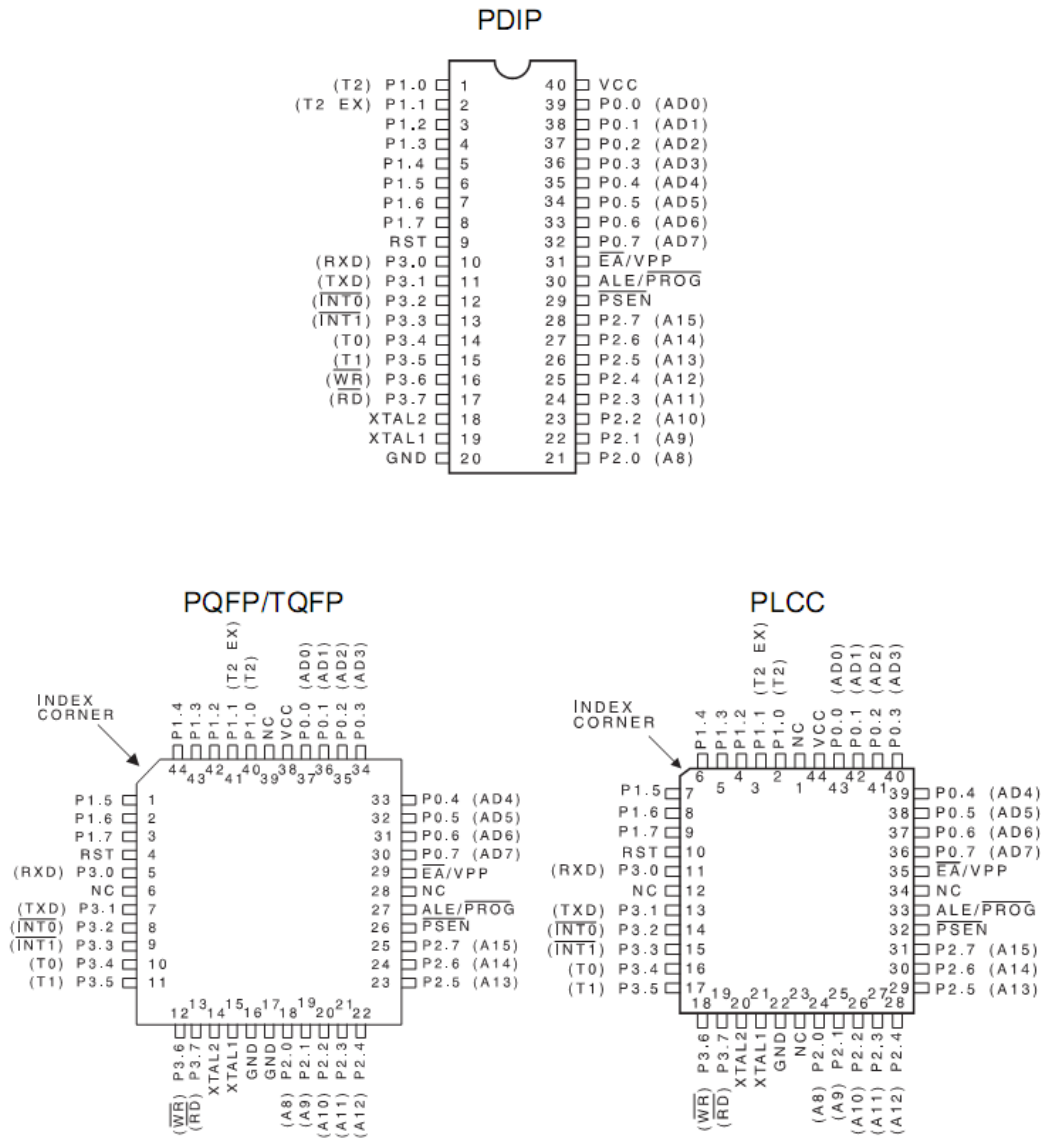 PDIP
(T2) P1.0 1 40 VCC
(T2 EX) P1.1 2 39 P0.0 (AD0)
P1.2 3 38 P0.1 (AD1)
P1.3 4 37 P0.2 (AD2)
P1.4 5 36 P0.3 (AD3)
P1.5 6 35 P0.4 (AD4)
P1.6 7 34 P0.5 (AD5)
P1.7 8 33 P0.6 (AD6)
RST 9 32 P0.7 (AD7)
(RXD) P3.0 10 31 EA/VPP
(TXD) P3.1 11 30 ALE/PROG
(INT0) P3.2 12 29 PSEN
(INT1) P3.3 13 28 P2.7 (A15)
(T0) P3.4 14 27 P2.6 (A14)
(T1) P3.5 15 26 P2.5 (A13)
(WR) P3.6 16 25 P2.4 (A12)
(RD) P3.7 17 24 P2.3 (A11)
XTAL2 18 23 P2.2 (A10)
XTAL1 19 22 P2.1 (A9)
GND 20 21 P2.0 (A8)
PQFP/TQFP
INDEX
CORNER
P1.4
P1.3
P1.2
P1.1 (T2 EX)
P1.0 (T2)
NC
VCC
P0.0 (AD0)
P0.1 (AD1)
P0.2 (AD2)
P0.3 (AD3)
44 43 42 41 40 39 38 37 36 35 34
P1.5 1 33 P0.4 (AD4)
P1.6 2 32 P0.5 (AD5)
P1.7 3 31 P0.6 (AD6)
RST 4 30 P0.7 (AD7)
(RXD) P3.0 5 29 EA/VPP
NC 6 28 NC
(TXD) P3.1 7 27 ALE/PROG
(INT0) P3.2 8 26 PSEN
(INT1) P3.3 9 25 P2.7 (A15)
(T0) P3.4 10 24 P2.6 (A14)
(T1) P3.5 11 23 P2.5 (A13)
12 13 14 15 16 17 18 19 20 21 22
(WR) P3.6
(RD) P3.7
XTAL2
XTAL1
GND
GND
(A8) P2.0
(A9) P2.1
(A10) P2.2
(A11) P2.3
(A12) P2.4
PLCC
INDEX
CORNER
P1.4
P1.3
P1.2
P1.1 (T2 EX)
P1.0 (T2)
NC
VCC
P0.0 (AD0)
P0.1 (AD1)
P0.2 (AD2)
P0.3 (AD3)
6 5 4 3 2 1 44 43 42 41 40
P1.5 7 39 P0.4 (AD4)
P1.6 8 38 P0.5 (AD5)
P1.7 9 37 P0.6 (AD6)
RST 10 36 P0.7 (AD7)
(RXD) P3.0 11 35 EA/VPP
NC 12 34 NC
(TXD) P3.1 13 33 ALE/PROG
(INT0) P3.2 14 32 PSEN
(INT1) P3.3 15 31 P2.7 (A15)
(T0) P3.4 16 30 P2.6 (A14)
(T1) P3.5 17 29 P2.5 (A13)
18 19 20 21 22 23 24 25 26 27 28
(WR) P3.6
(RD) P3.7
XTAL2
XTAL1
GND
NC
(A8) P2.0
(A9) P2.1
(A10) P2.2
(A11) P2.3
(A12) P2.4